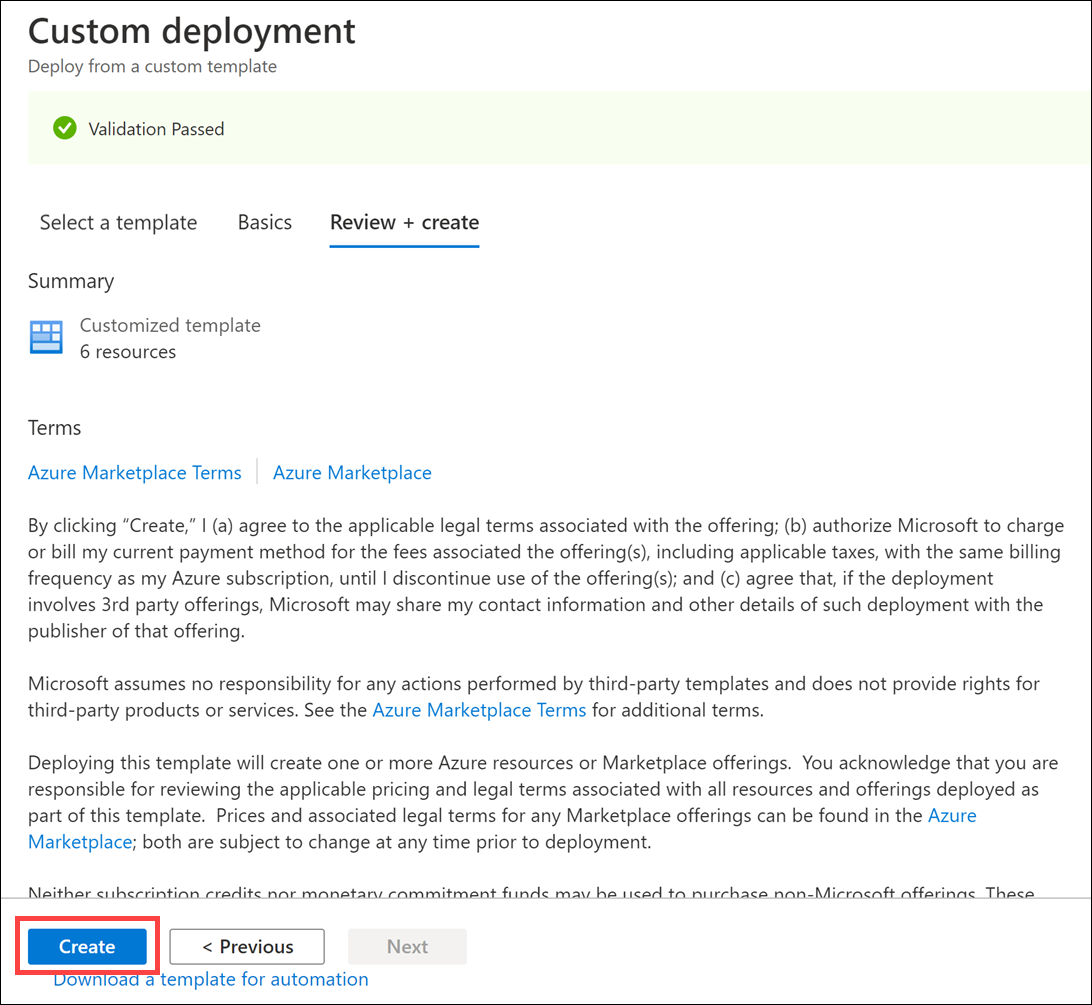 Custom deployment
Deploy from a custom template
Validation Passed
Select a template Basics Review + create
Summary
Customized template
6 resources
Terms
Azure Marketplace Terms Azure Marketplace
By clicking “Create,” I (a) agree to the applicable legal terms associated with the offering; (b) authorize Microsoft to charge
or bill my current payment method for the fees associated the offering(s), including applicable taxes, with the same billing
frequency as my Azure subscription, until I discontinue use of the offering(s); and (c) agree that, if the deployment
involves 3rd party offerings, Microsoft may share my contact information and other details of such deployment with the
publisher of that offering.
Microsoft assumes no responsibility for any actions performed by third-party templates and does not provide rights for
third-party products or services. See the Azure Marketplace Terms for additional terms.
Deploying this template will create one or more Azure resources or Marketplace offerings.  You acknowledge that you are
responsible for reviewing the applicable pricing and legal terms associated with all resources and offerings deployed as
part of this template.  Prices and associated legal terms for any Marketplace offerings can be found in the Azure
Marketplace; both are subject to change at any time prior to deployment.
Neither subscription credits nor monetary commitment funds may be used to purchase non-Microsoft offerings. These
Create < Previous Next
Download a template for automation